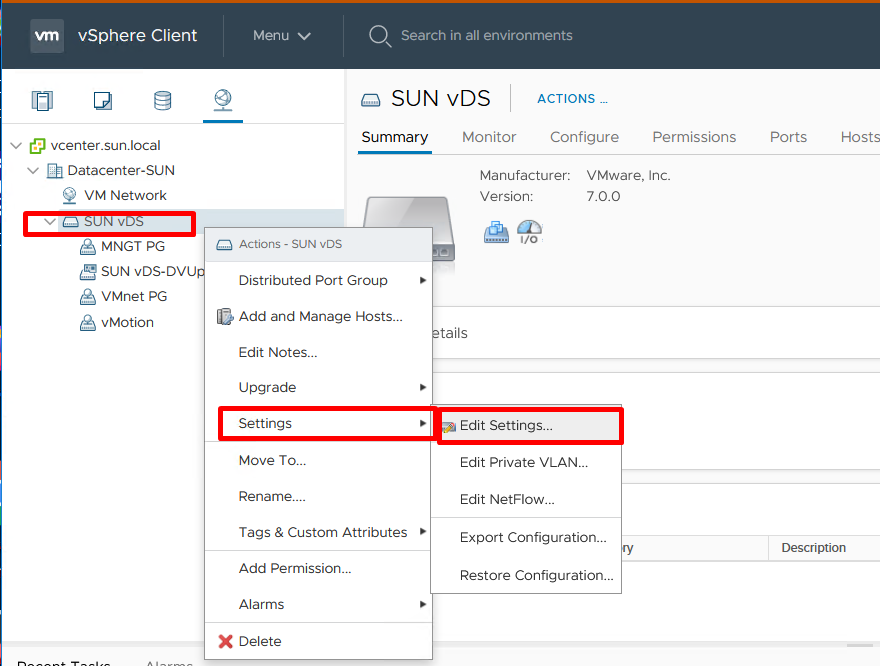 vm vSphere Client Menu Search in all environments
SUN vDS ACTIONS ...
Summary Monitor Configure Permissions Ports Hosts
vcenter.sun.local
Datacenter-SUN
VM Network
SUN vDS
MNGT PG
SUN vDS-DVUp
VMnet PG
vMotion
Manufacturer: VMware, Inc.
Version: 7.0.0
I/O
Actions - SUN vDS
Distributed Port Group
Add and Manage Hosts...
Edit Notes...
Upgrade
Settings
Move To...
Rename....
Tags & Custom Attributes
Add Permission...
Alarms
Delete
Edit Settings...
Edit Private VLAN...
Edit NetFlow...
Export Configuration...
Restore Configuration...
etails
ry Description
Recent Tasks Alarms